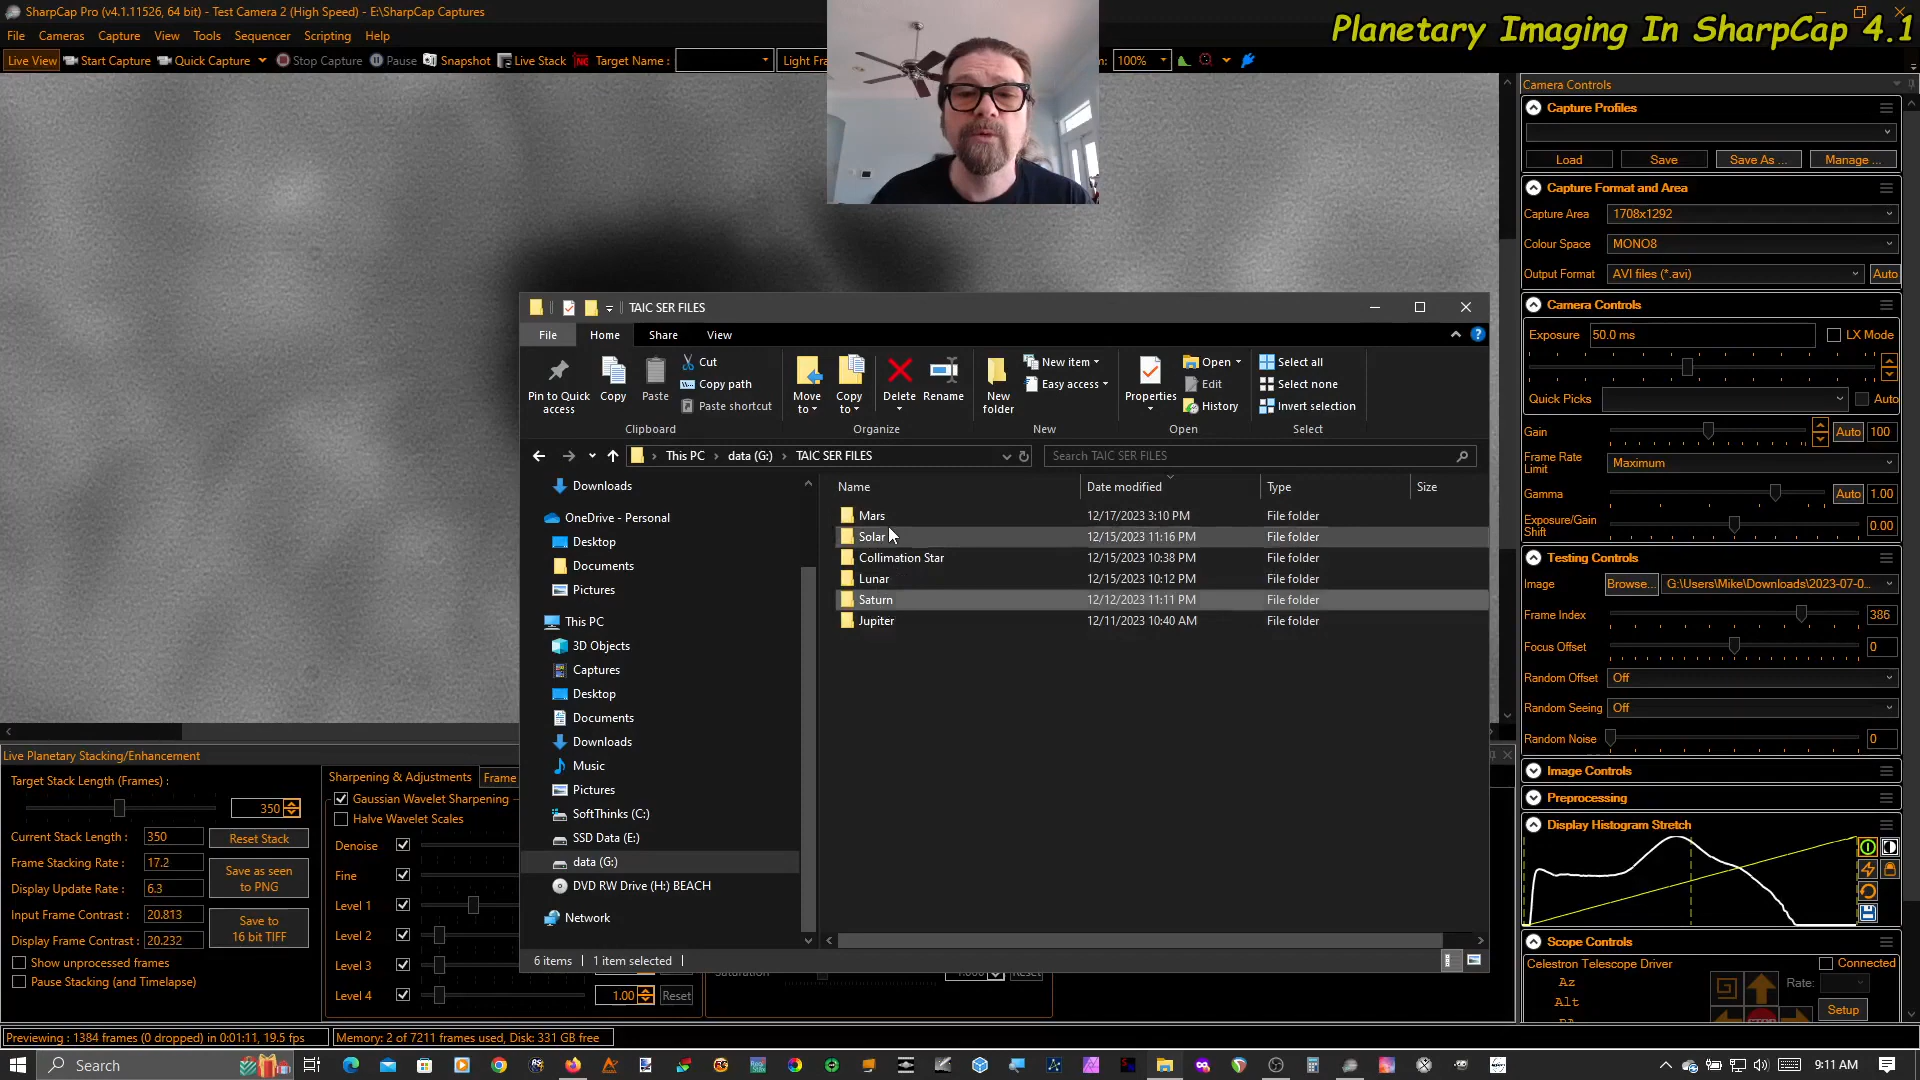 SharpCap Pro (v4.1.11526, 64 bit) - Test Camera 2 (High Speed) - E:\SharpCap Captures
Planetary Imaging In SharpCap 4.1
File Cameras Capture View Tools Sequencer Scripting Help
Live View Start Capture Quick Capture Stop Capture Pause Snapshot Live Stack Target Name : Light Fra m: 100%
Camera Controls
Capture Profiles
Load Save Save As ... Manage ...
Capture Format and Area
Capture Area 1708x1292
Colour Space MONO8
Output Format AVI files (*.avi) Auto
Camera Controls
Exposure 50.0 ms LX Mode
Quick Picks Auto
Gain Auto 100
Frame Rate Limit Maximum
Gamma Auto 1.00
Exposure/Gain Shift 0.00
Testing Controls
Image Browse... G:\Users\Mike\Downloads\2023-07-0...
Frame Index 386
Focus Offset 0
Random Offset Off
Random Seeing Off
Random Noise 0
Image Controls
Preprocessing
Display Histogram Stretch
Scope Controls
Celestron Telescope Driver Connected
Az Rate:
Alt
Setup
TAIC SER FILES
File Home Share View
Pin to Quick access
Copy
Paste
Cut
Copy path
Paste shortcut
Clipboard
Move to
Copy to
Delete
Rename
Organize
New folder
New item
Easy access
New
Properties
Open
Edit
History
Open
Select all
Select none
Invert selection
Select
This PC data (G:) TAIC SER FILES
Search TAIC SER FILES
Downloads
OneDrive - Personal
Desktop
Documents
Pictures
This PC
3D Objects
Captures
Desktop
Documents
Downloads
Music
Pictures
SoftThinks (C:)
SSD Data (E:)
data (G:)
DVD RW Drive (H:) BEACH
Network
Name Date modified Type Size
Mars 12/17/2023 3:10 PM File folder
Solar 12/15/2023 11:16 PM File folder
Collimation Star 12/15/2023 10:38 PM File folder
Lunar 12/15/2023 10:12 PM File folder
Saturn 12/12/2023 11:11 PM File folder
Jupiter 12/11/2023 10:40 AM File folder
6 items 1 item selected
Live Planetary Stacking/Enhancement
Target Stack Length (Frames) :
350
Current Stack Length : 350 Reset Stack
Frame Stacking Rate : 17.2
Display Update Rate : 6.3
Save as seen to PNG
Input Frame Contrast : 20.813
Display Frame Contrast : 20.232
Save to 16 bit TIFF
Show unprocessed frames
Pause Stacking (and Timelapse)
Sharpening & Adjustments Frame
Gaussian Wavelet Sharpening
Halve Wavelet Scales
Denoise
Fine
Level 1
Level 2
Level 3
Level 4 1.00 Reset
Previewing : 1384 frames (0 dropped) in 0:01:11, 19.5 fps Memory: 2 of 7211 frames used, Disk: 331 GB free
Search
9:11 AM